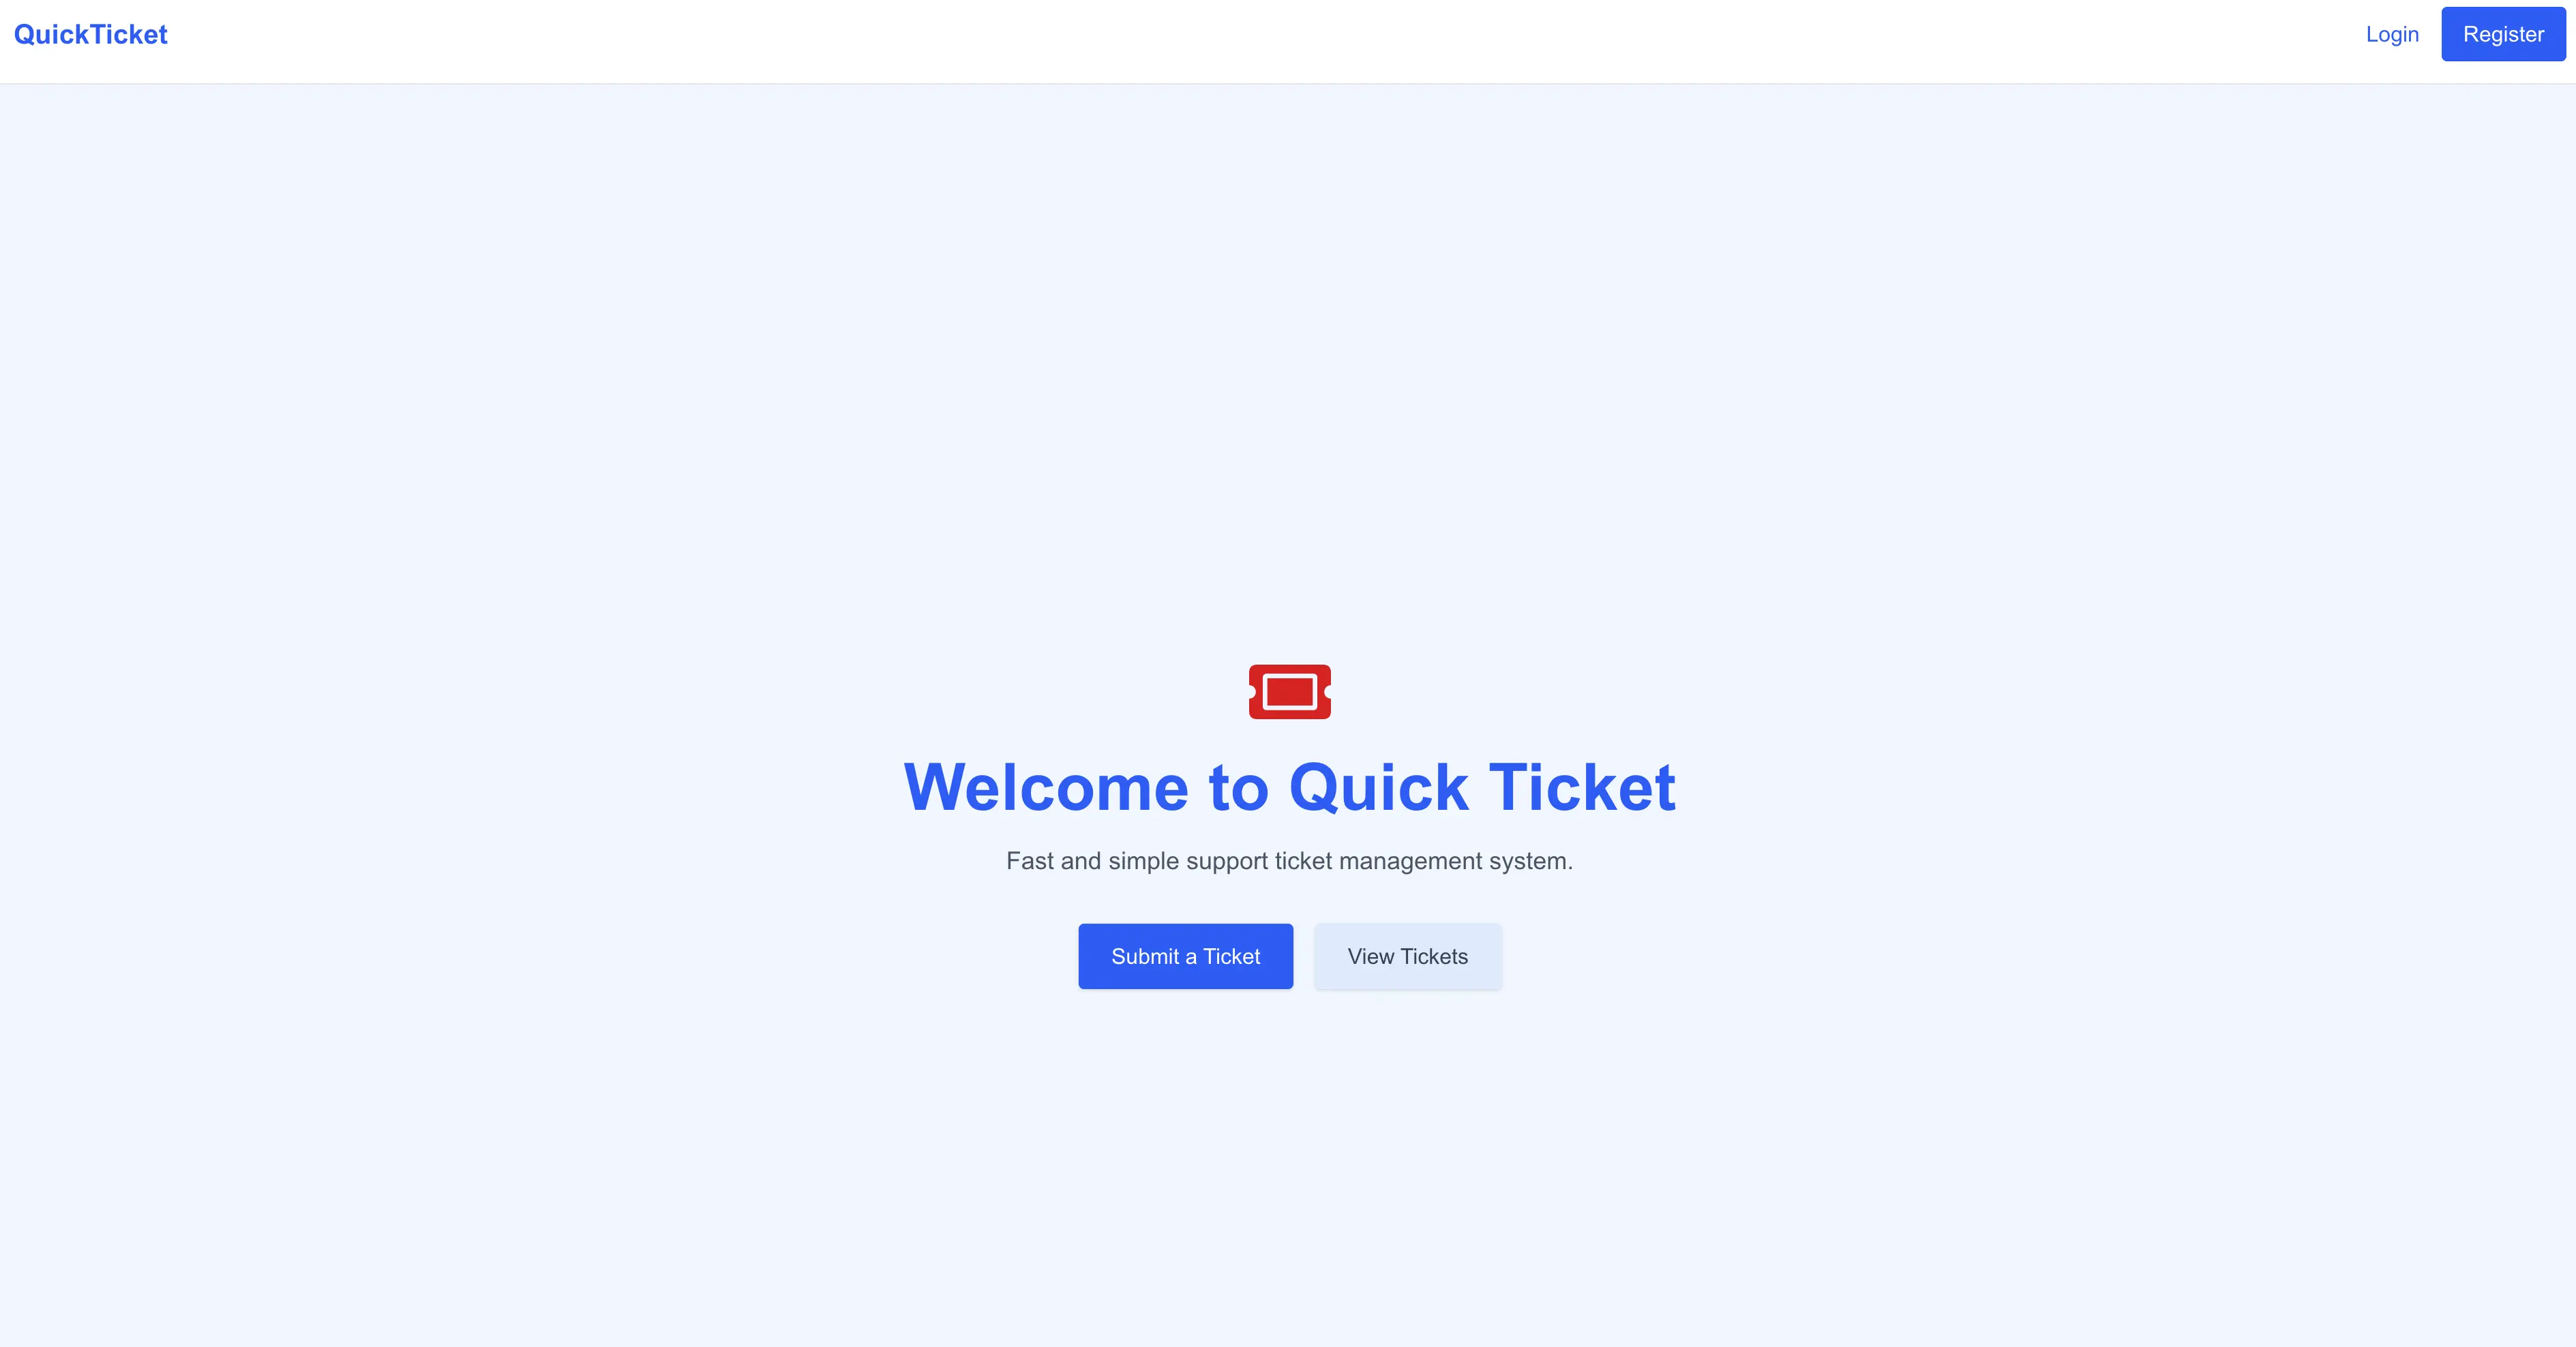 QuickTicket
Login
Register
Welcome to Quick Ticket
Fast and simple support ticket management system.
Submit a Ticket
View Tickets